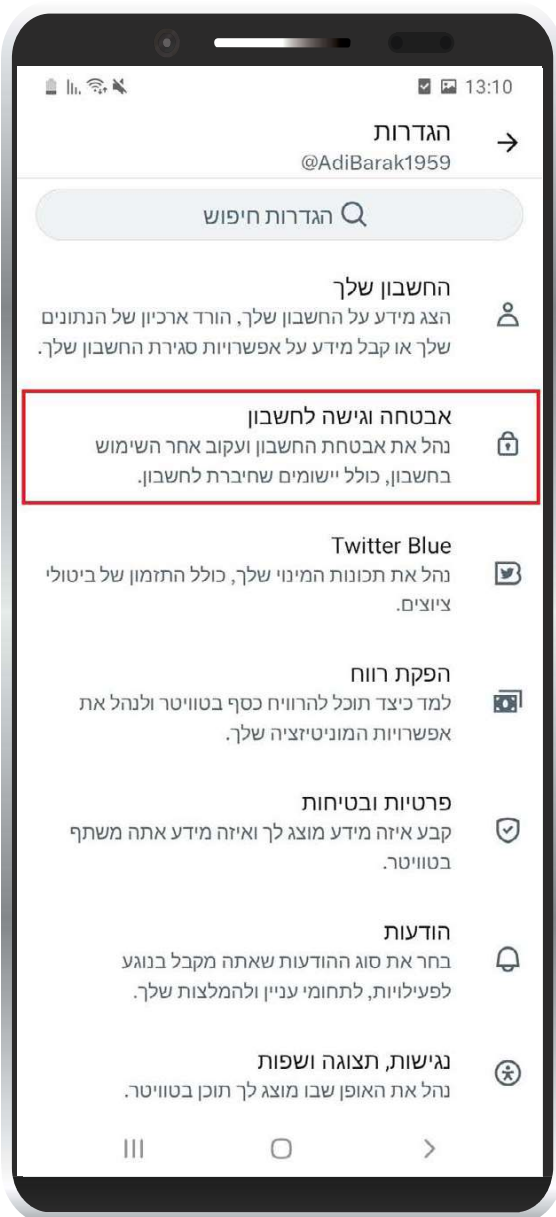 13:10
הגדרות
@AdiBarak1959
הגדרות חיפוש
החשבון שלך
הצג מידע על החשבון שלך, הורד ארכיון של הנתונים
שלך או קבל מידע על אפשרויות סגירת החשבון שלך.
אבטחה וגישה לחשבון
נהל את אבטחת החשבון ועקוב אחר השימוש
בחשבון, כולל יישומים שחיברת לחשבון.
Twitter Blue
נהל את תכונות המינוי שלך, כולל התזמון של ביטולי
ציוצים.
הפקת רווח
למד כיצד תוכל להרוויח כסף בטוויטר ולנהל את
אפשרויות המוניטיזציה שלך.
פרטיות ובטיחות
קבע איזה מידע מוצג לך ואיזה מידע אתה משתף
בטוויטר.
הודעות
בחר את סוג ההודעות שאתה מקבל בנוגע
לפעילויות, לתחומי עניין ולהמלצות שלך.
נגישות, תצוגה ושפות
נהל את האופן שבו מוצג לך תוכן בטוויטר.